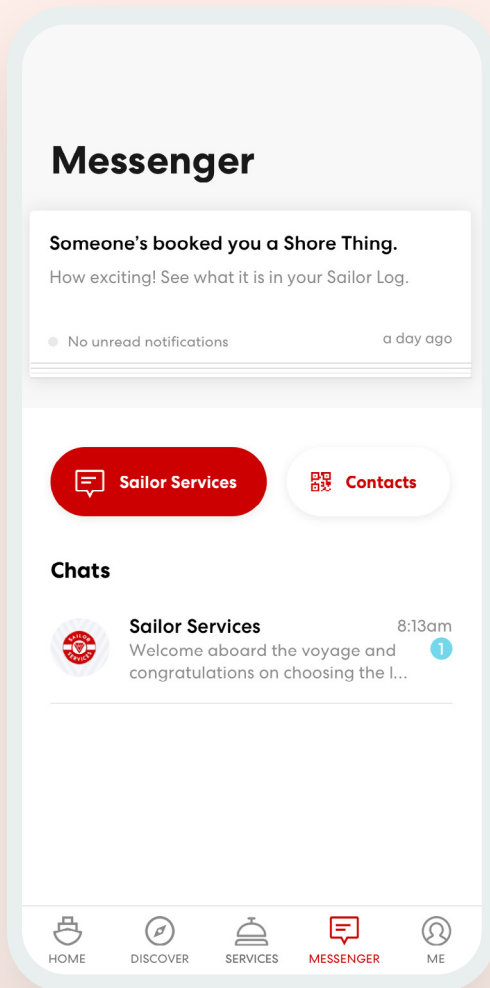 Messenger
Someone's booked you a Shore Thing.
How exciting! See what it is in your Sailor Log.
No unread notifications
a day ago
Sailor Services
Contacts
Chats
SAILOR SERVICES
Sailor Services
8:13am
Welcome aboard the voyage and
1
congratulations on choosing the l...
HOME
DISCOVER
SERVICES
MESSENGER
ME